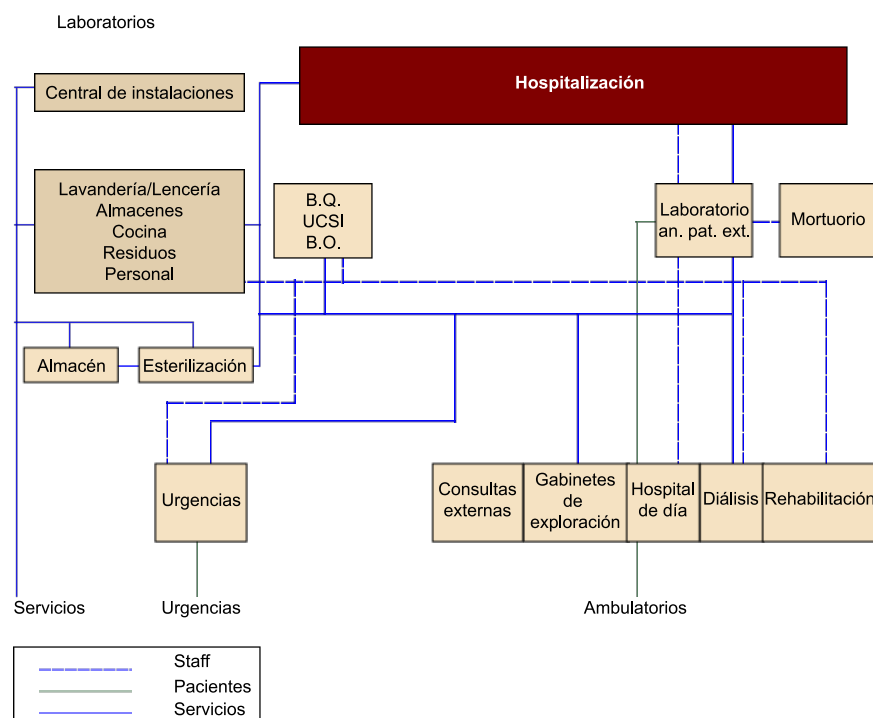 Laboratorios
Hospitalización
Central de instalaciones
Lavandería/Lencería
Almacenes
Cocina
Residuos
Personal
B.Q.
UCSI
B.O.
Laboratorio
an. pat. ext.
Mortuorio
Almacén
Esterilización
Urgencias
Consultas
externas
Gabinetes
de
exploración
Hospital
de día
Diálisis
Rehabilitación
Servicios
Urgencias
Ambulatorios
Staff
Pacientes
Servicios